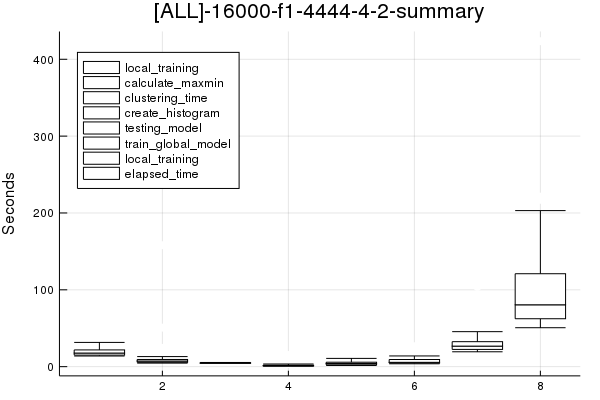 [ALL]-16000-f1-4444-4-2-summary
Seconds
400
300
200
100
0
local_training
calculate_maxmin
clustering_time
create_histogram
testing_model
train_global_model
local_training
elapsed_time
2 4 6 8